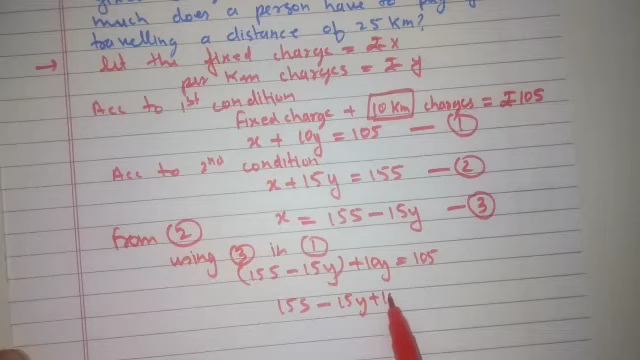 much does a person have to pay
travelling a distance of 25 Km?
→ let the fixed charge = ₹ x
per Km charges = ₹ y
Acc to 1st condition
fixed charge + 10 Km charges = ₹105
x + 10y = 105 — 1
Acc to 2nd condition
x + 15y = 155 — 2
from 2
x = 155 - 15y — 3
using 3 in 1
(155 - 15y) + 10y = 105
155 - 15y + 1